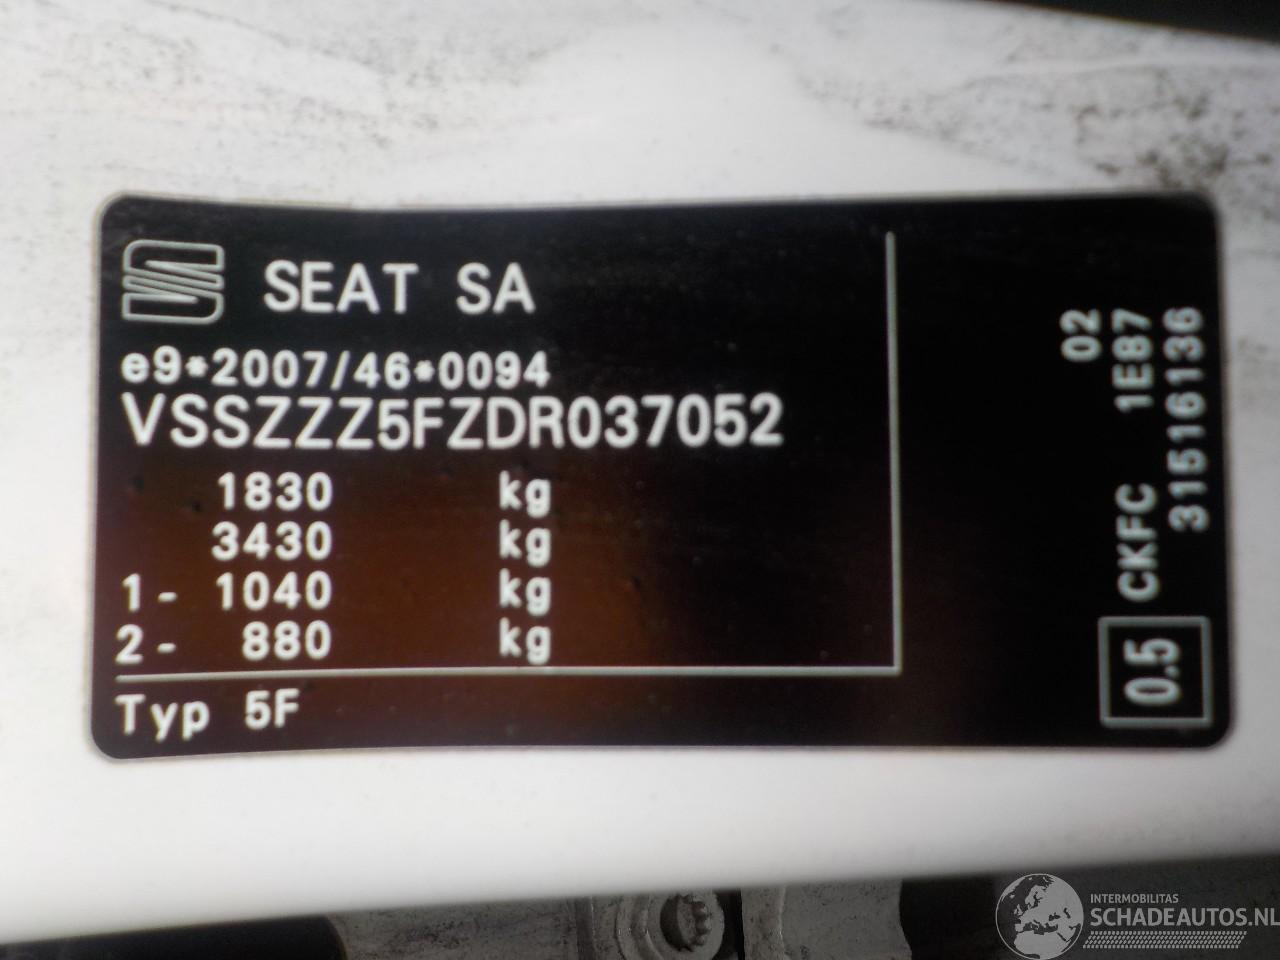 SEAT SA
e9*2007/46*0094
VSSZZZ5FZDR037052
1830 kg
3430 kg
1- 1040 kg
2- 880 kg
Typ 5F
02
0.5 CKFC 1E87
31516136
INTERMOBILITAS
SCHADEAUTOS.NL